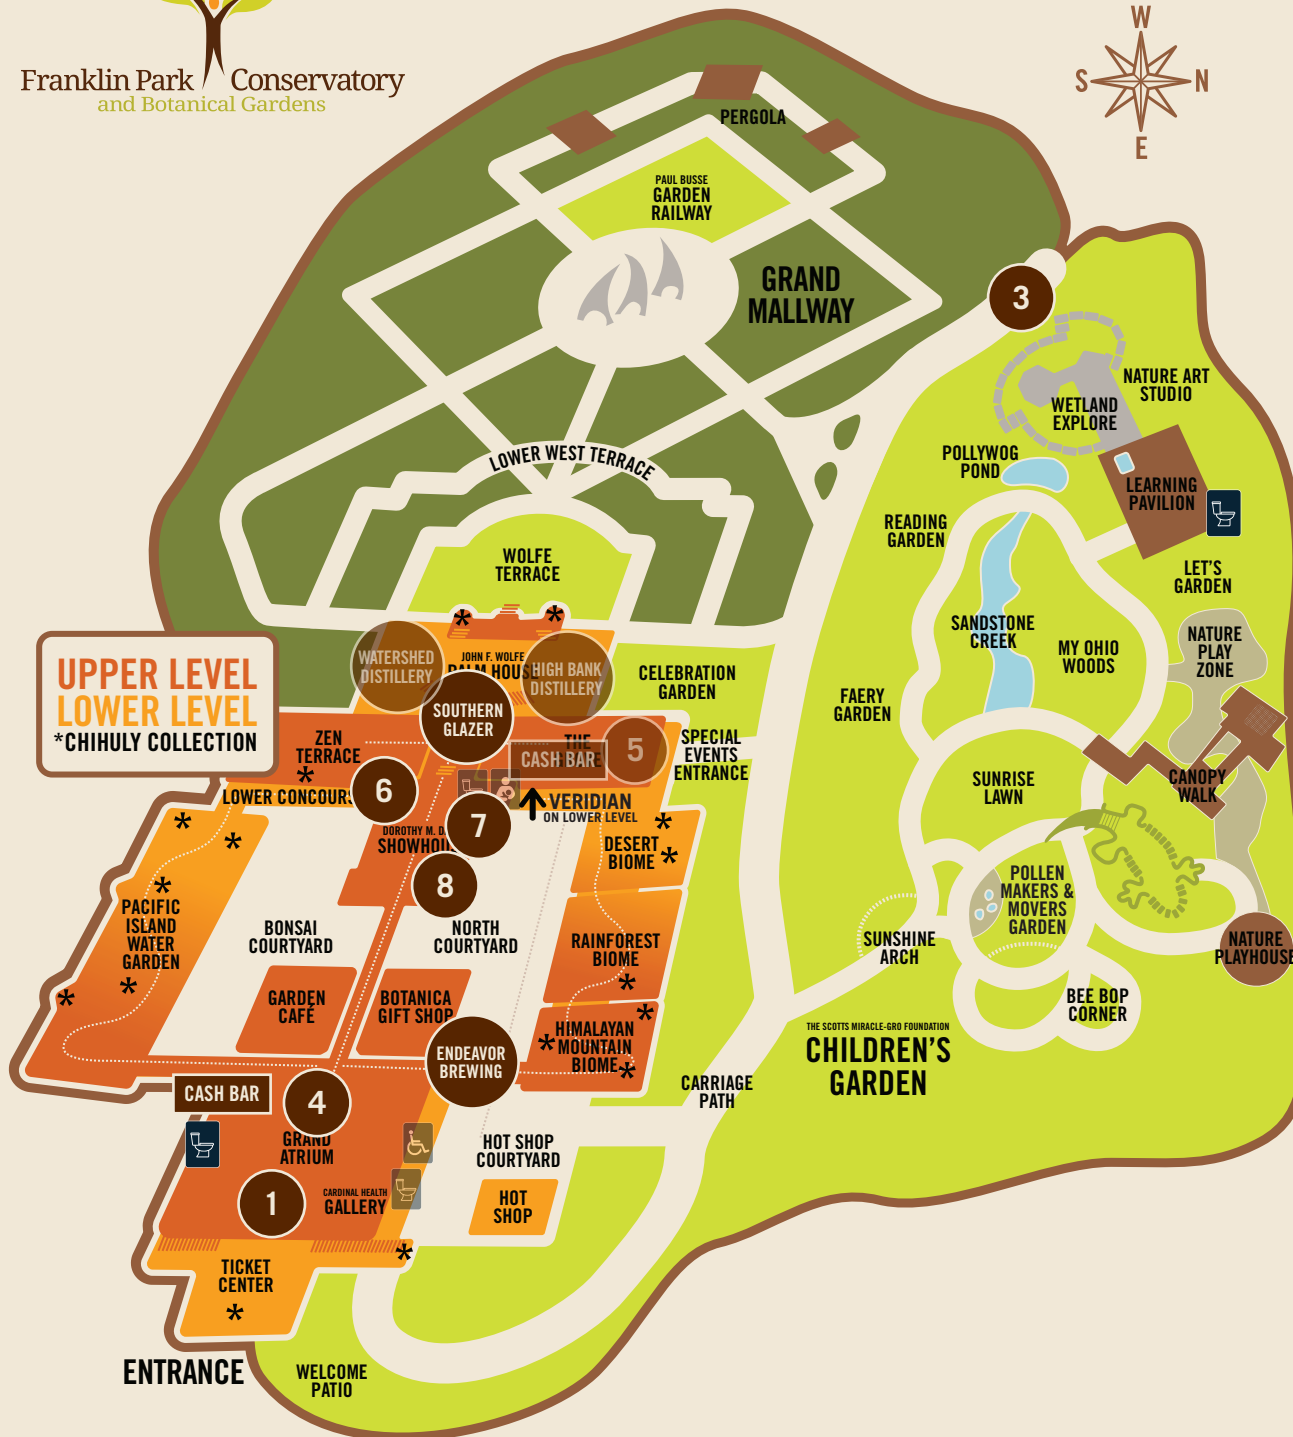 Franklin Park Conservatory
and Botanical Gardens
W
S N
E
PERGOLA
PAUL BUSSE
GARDEN
RAILWAY
GRAND
MALLWAY
3
NATURE ART
STUDIO
WETLAND
EXPLORE
LOWER WEST TERRACE
POLLYWOG
POND
LEARNING
PAVILION
READING
GARDEN
WOLFE
TERRACE
LET'S
GARDEN
SANDSTONE
CREEK
MY OHIO
WOODS
NATURE
PLAY
ZONE
UPPER LEVEL
LOWER LEVEL
*CHIHULY COLLECTION
WATERSHED
DISTILLERY
JOHN F. WOLFE
PALM HOUSE
HIGH BANK
DISTILLERY
CELEBRATION
GARDEN
FAERY
GARDEN
SOUTHERN
GLAZER
ZEN
TERRACE
*
THE
CASH BAR
5
SPECIAL
EVENTS
ENTRANCE
SUNRISE
LAWN
CANOPY
WALK
LOWER CONCOURS
6
VERIDIAN
ON LOWER LEVEL
7
DOROTHY M. D
SHOWHOU
8
DESERT
BIOME
POLLEN
MAKERS &
MOVERS
GARDEN
PACIFIC
ISLAND
WATER
GARDEN
BONSAI
COURTYARD
NORTH
COURTYARD
RAINFOREST
BIOME
SUNSHINE
ARCH
NATURE
PLAYHOUSE
GARDEN
CAFÉ
BOTANICA
GIFT SHOP
BEE BOP
CORNER
HIMALAYAN
MOUNTAIN
BIOME
THE SCOTTS MIRACLE-GRO FOUNDATION
CHILDREN'S
GARDEN
ENDEAVOR
BREWING
CASH BAR
4
GRAND
ATRIUM
CARRIAGE
PATH
HOT SHOP
COURTYARD
1
CARDINAL HEALTH
GALLERY
HOT
SHOP
TICKET
CENTER
ENTRANCE
WELCOME
PATIO